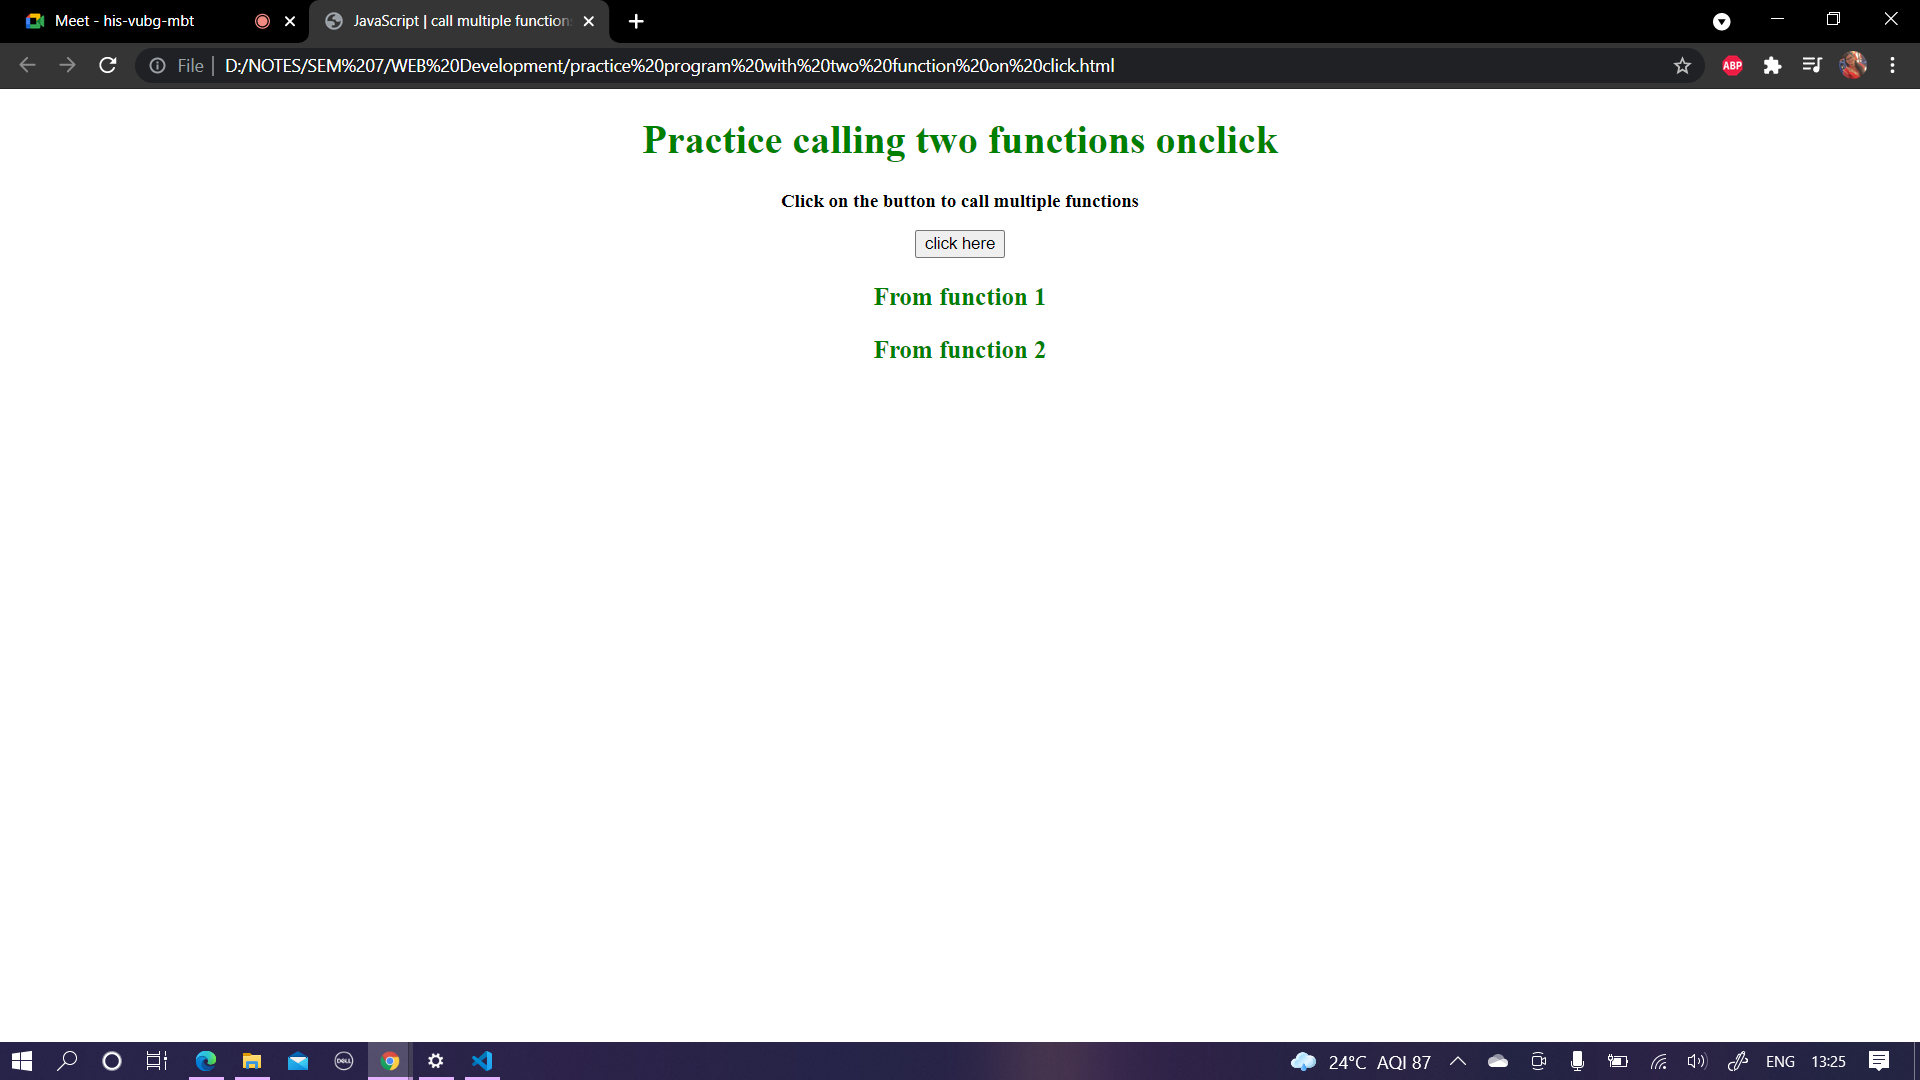 Meet - his-vubg-mbt
JavaScript | call multiple function
File
D:/NOTES/SEM%207/WEB%20Development/practice%20program%20with%20two%20function%20on%20click.html
ABP
Practice calling two functions onclick
Click on the button to call multiple functions
click here
From function 1
From function 2
DELL
24°C AQI 87
ENG
13:25